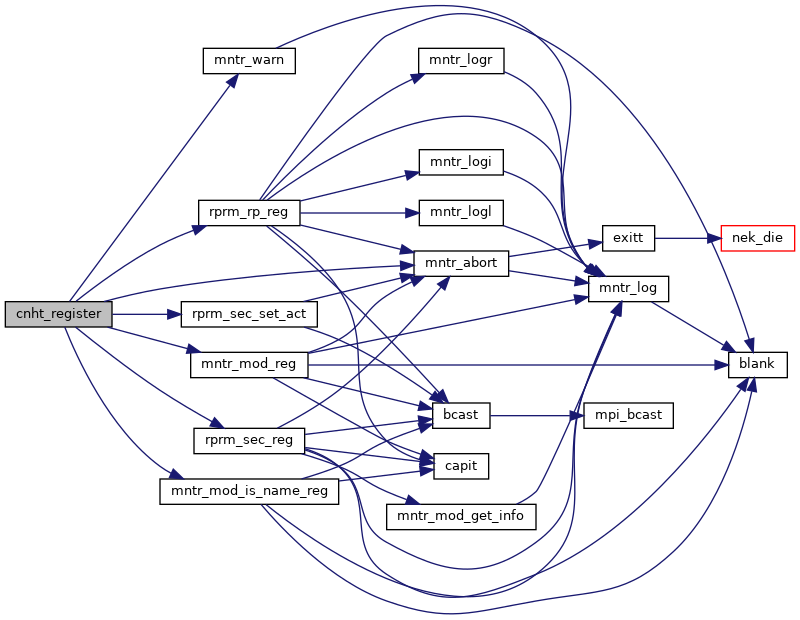 cnht_register
mntr_warn
rprm_rp_reg
rprm_sec_set_act
mntr_mod_reg
rprm_sec_reg
mntr_mod_is_name_reg
mntr_logr
mntr_logi
mntr_logl
mntr_abort
bcast
capit
mntr_mod_get_info
exitt
mntr_log
mpi_bcast
nek_die
blank